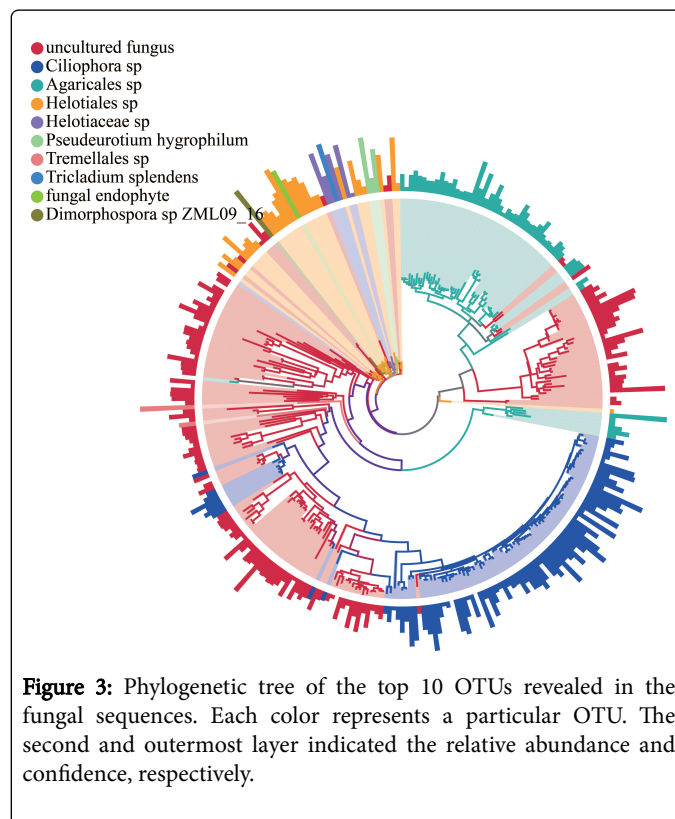 uncultured fungus
Ciliophora sp
Agaricales sp
Helotiales sp
Helotiaceae sp
Pseudeurotium hygrophilum
Tremellales sp
Tricladium splendens
fungal endophyte
Dimorphospora sp ZML09_16
Figure 3: Phylogenetic tree of the top 10 OTUs revealed in the
fungal sequences. Each color represents a particular OTU. The
second and outermost layer indicated the relative abundance and
confidence, respectively.